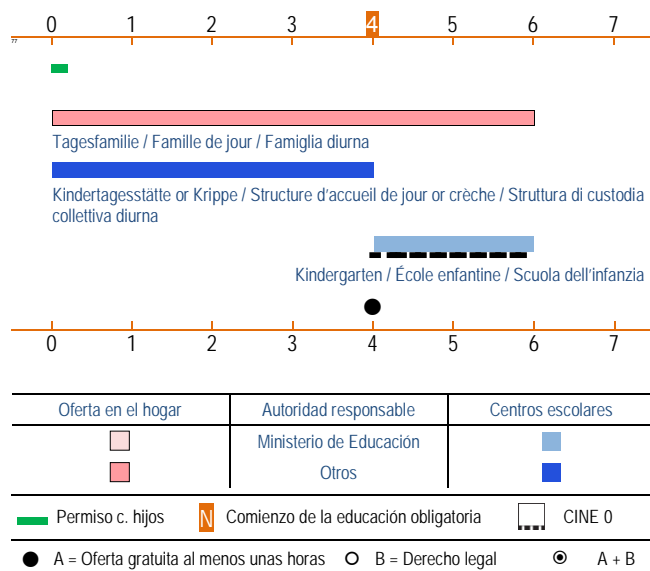 0 1 2 3 4 5 6 7
77
Tagesfamilie / Famille de jour / Famiglia diurna
Kindertagesstätte or Krippe / Structure d'accueil de jour or crèche / Struttura di custodia
collettiva diurna
Kindergarten / École enfantine / Scuola dell'infanzia
0 1 2 3 4 5 6 7
Oferta en el hogar Autoridad responsable Centros escolares
Ministerio de Educación
Otros
Permiso c. hijos N Comienzo de la educación obligatoria CINE 0
A = Oferta gratuita al menos unas horas B = Derecho legal A + B